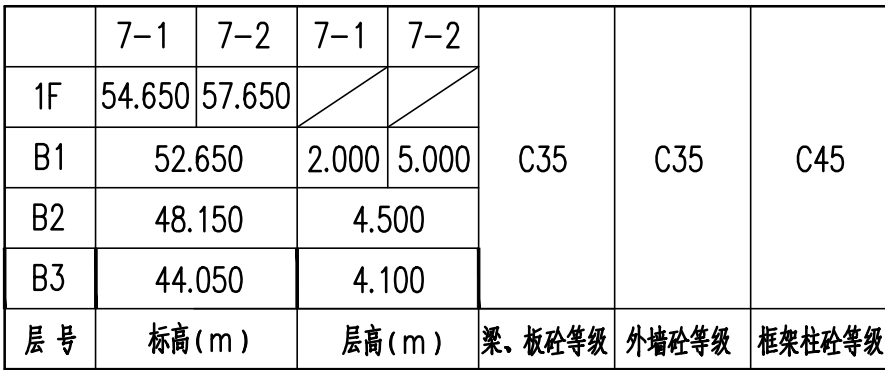 7-1 7-2 7-1 7-2
1F 54.650 57.650
B1 52.650 2.000 5.000 C35 C35 C45
B2 48.150 4.500
B3 44.050 4.100
层号 标高(m) 层高(m) 梁、板砼等级 外墙砼等级 框架柱砼等级